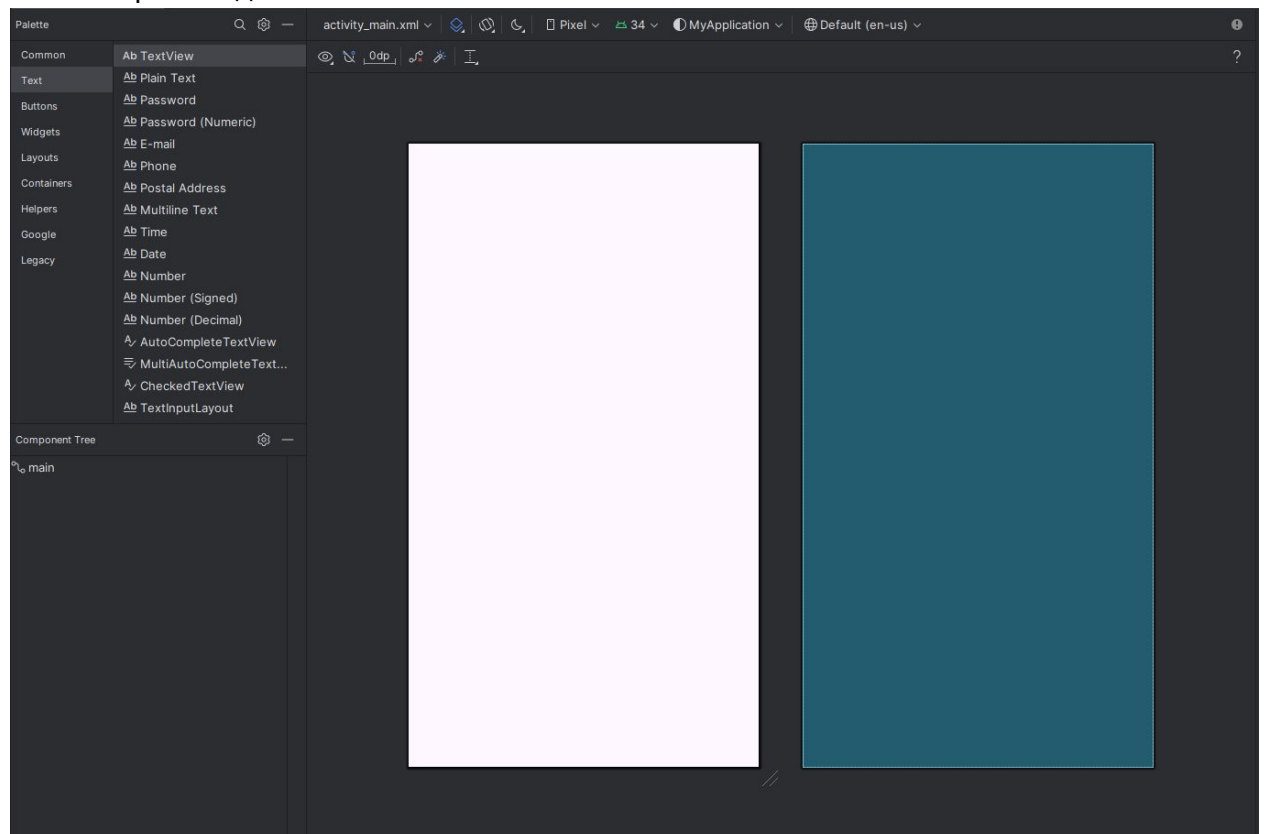 Palette
activity_main.xml
Pixel
34
MyApplication
Default (en-us)
0dp
?
Common
Text
Buttons
Widgets
Layouts
Containers
Helpers
Google
Legacy
Ab TextView
Ab Plain Text
Ab Password
Ab Password (Numeric)
Ab E-mail
Ab Phone
Ab Postal Address
Ab Multiline Text
Ab Time
Ab Date
Ab Number
Ab Number (Signed)
Ab Number (Decimal)
AutoCompleteTextView
MultiAutoCompleteText...
CheckedTextView
Ab TextInputLayout
Component Tree
main